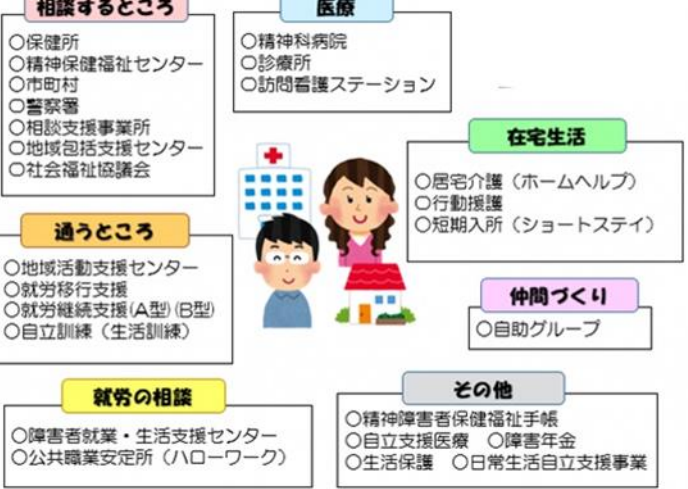 相談するところ
○保健所
○精神保健福祉センター
○市町村
○警察署
○相談支援事業所
○地域包括支援センター
○社会福祉協議会
医療
○精神科病院
○診療所
○訪問看護ステーション
在宅生活
○居宅介護（ホームヘルプ）
○行動援護
○短期入所（ショートステイ）
通うところ
○地域活動支援センター
○就労移行支援
○就労継続支援(A型)(B型)
○自立訓練（生活訓練）
仲間づくり
○自助グループ
就労の相談
○障害者就業・生活支援センター
○公共職業安定所（ハローワーク）
その他
○精神障害者保健福祉手帳
○自立支援医療　○障害年金
○生活保護　○日常生活自立支援事業